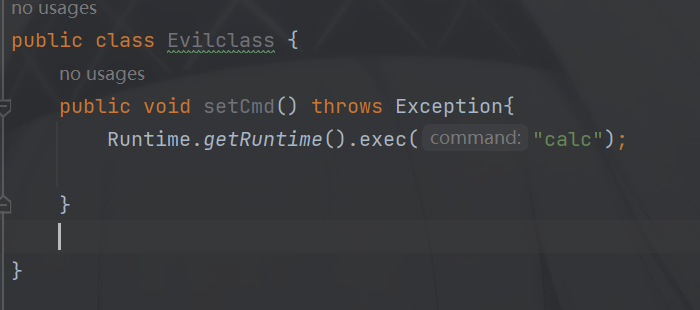 no usages
public class Evilclass {
no usages
public void setCmd() throws Exception{
Runtime.getRuntime().exec( command: "calc");
}
}